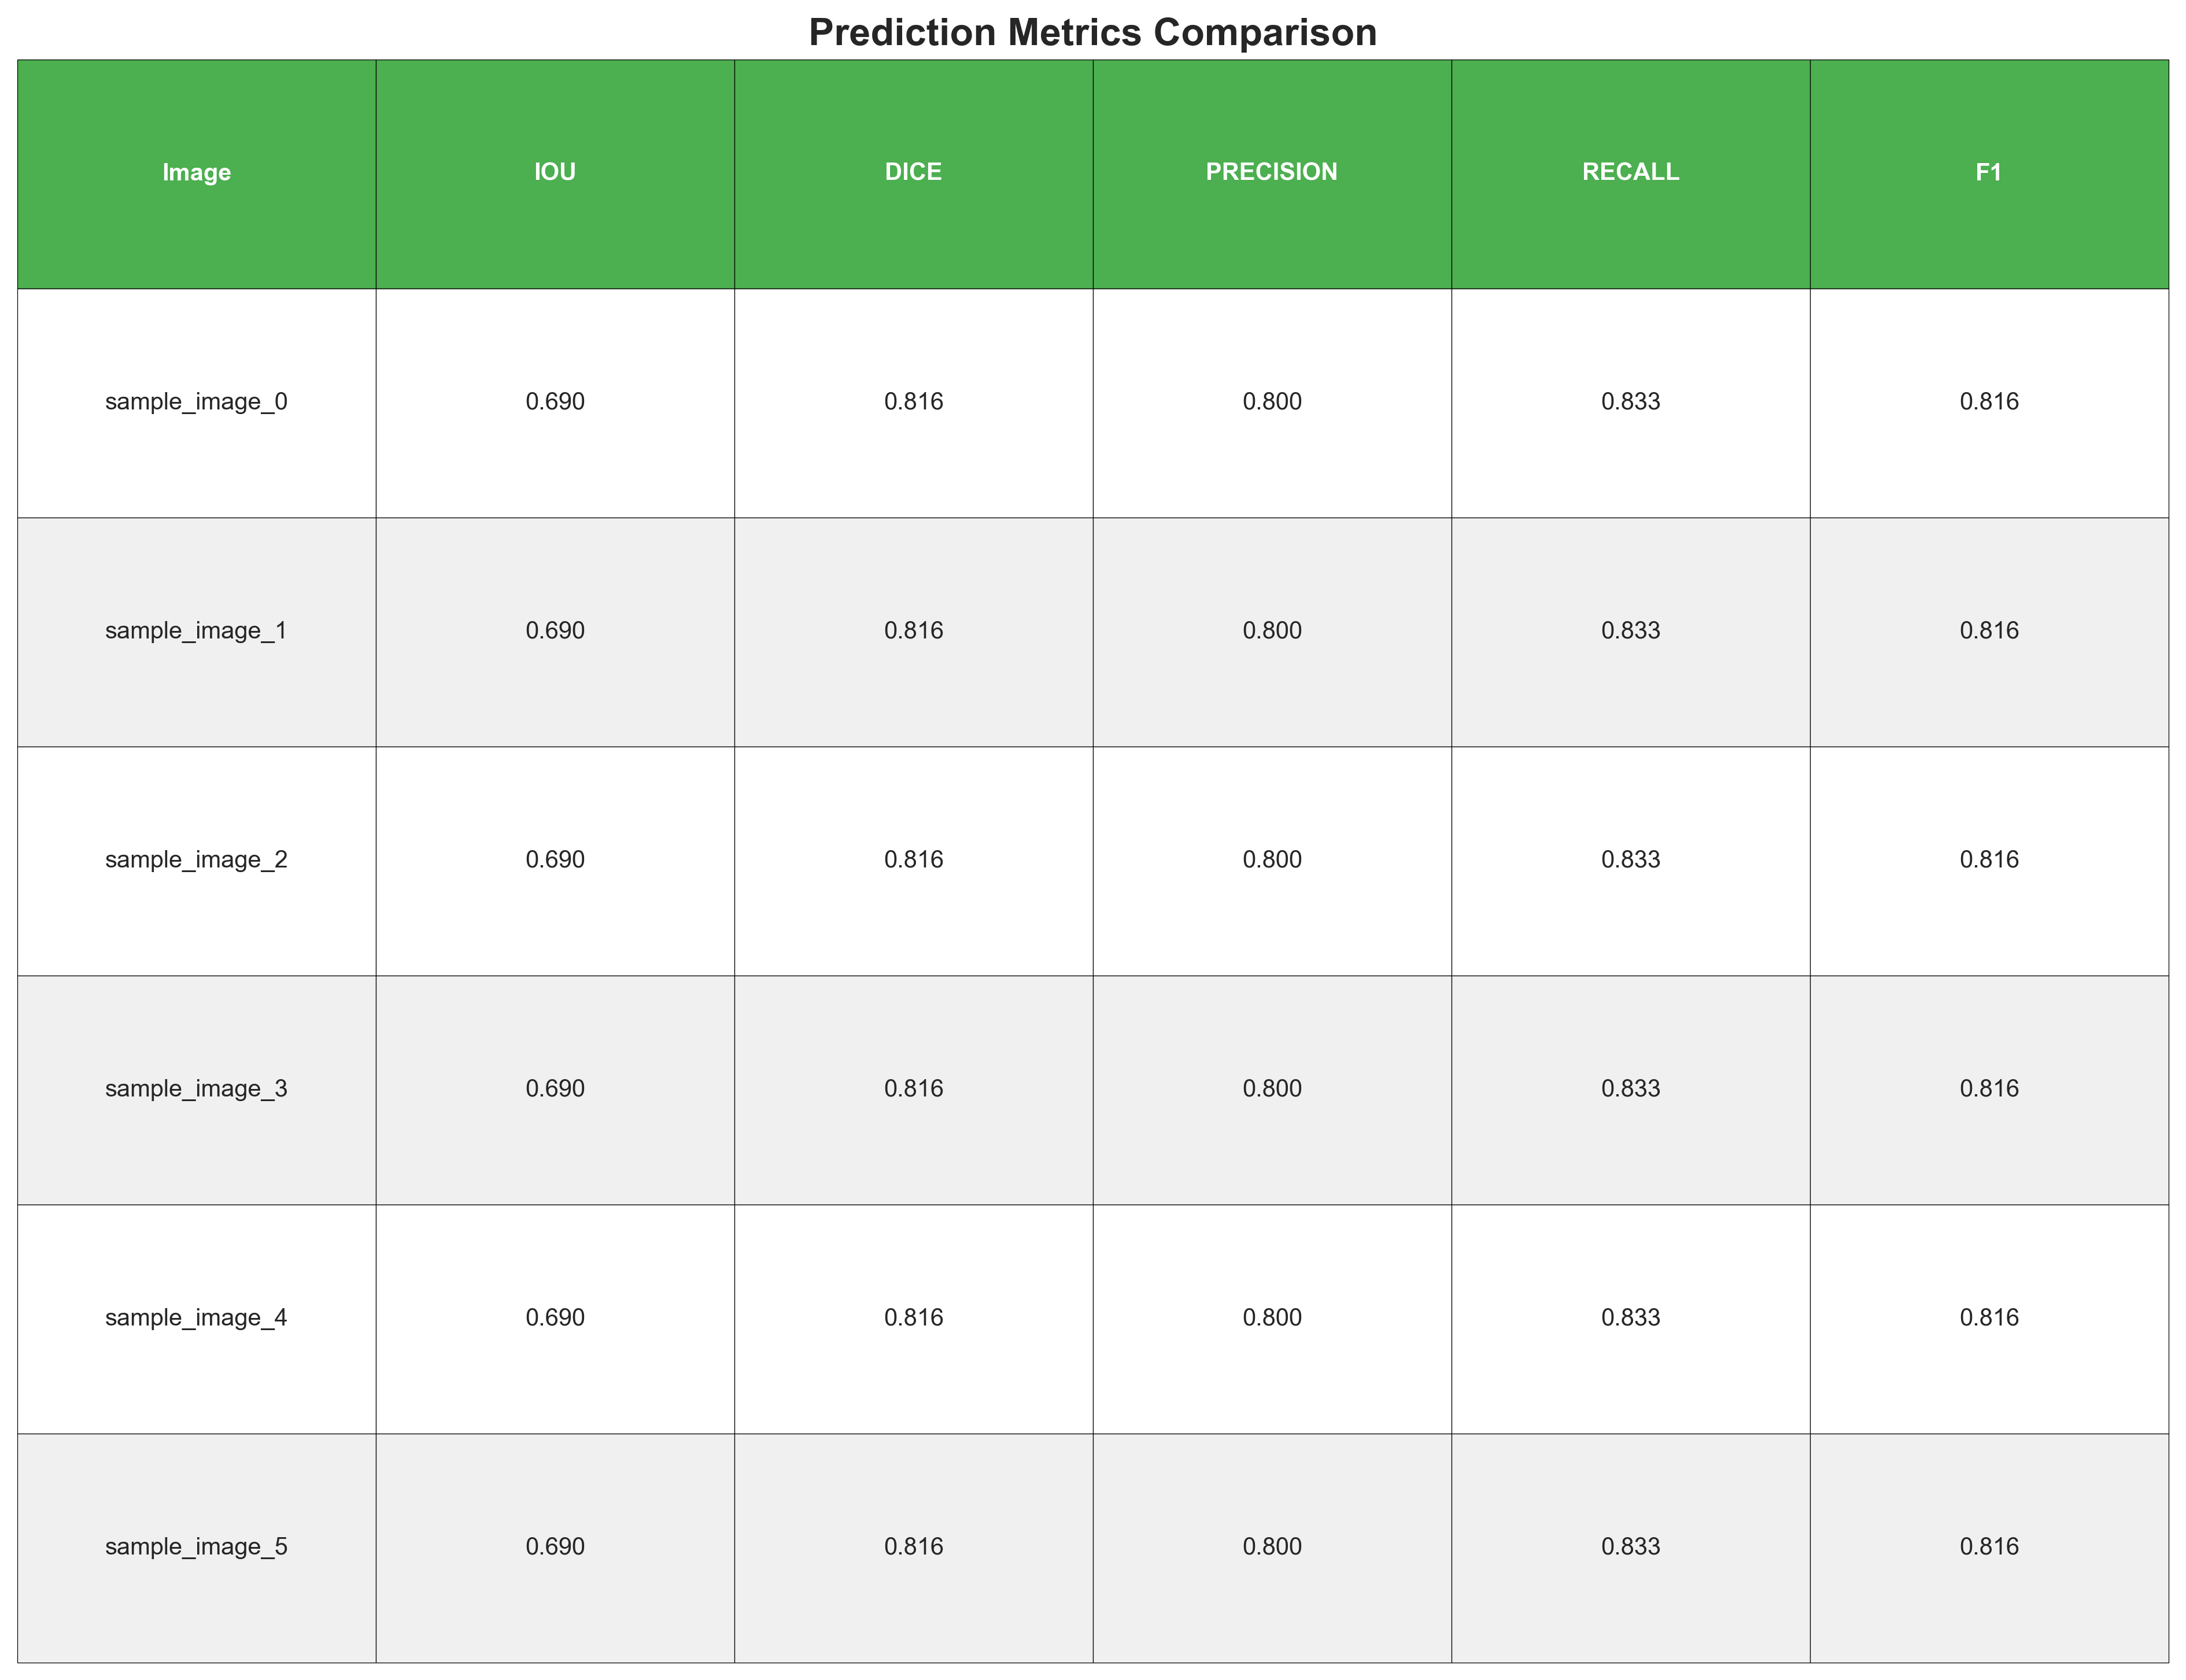 Prediction Metrics Comparison
Image IOU DICE PRECISION RECALL F1
sample_image_0 0.690 0.816 0.800 0.833 0.816
sample_image_1 0.690 0.816 0.800 0.833 0.816
sample_image_2 0.690 0.816 0.800 0.833 0.816
sample_image_3 0.690 0.816 0.800 0.833 0.816
sample_image_4 0.690 0.816 0.800 0.833 0.816
sample_image_5 0.690 0.816 0.800 0.833 0.816